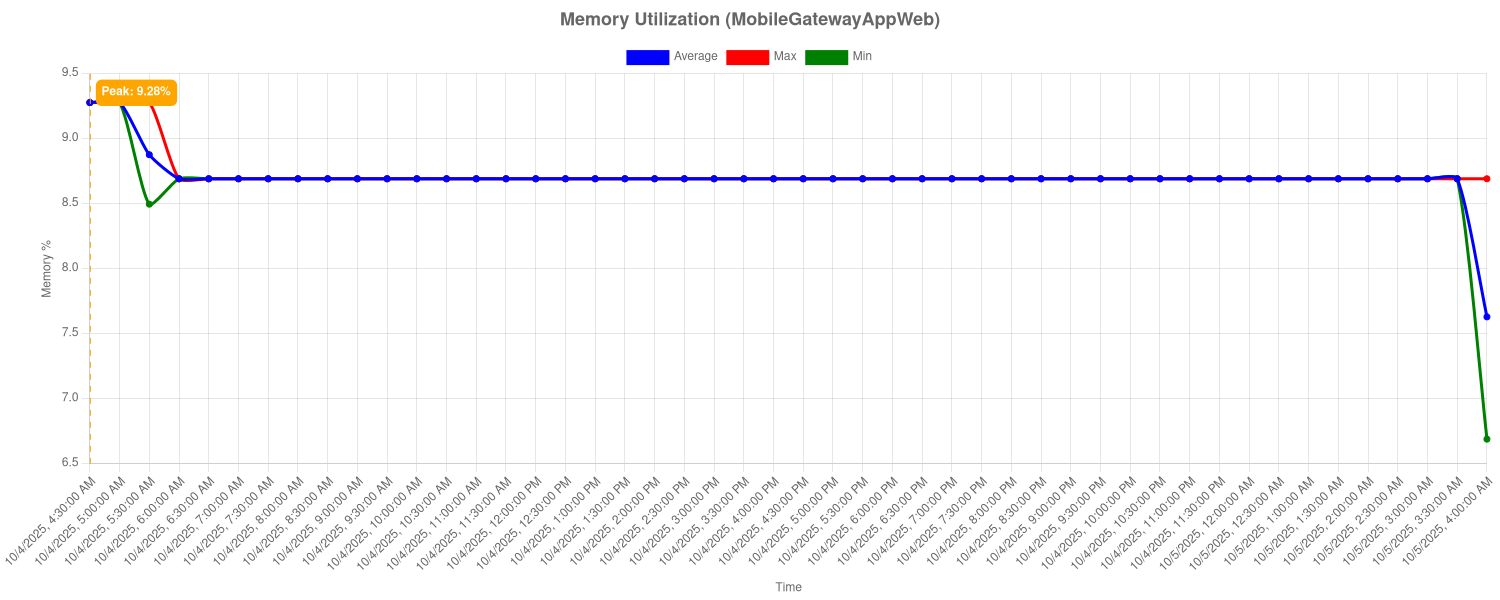 Memory Utilization (MobileGatewayAppWeb)
Average Max Min
Peak: 9.28%
9.5
9.0
8.5
8.0
7.5
7.0
6.5
Memory %
10/4/2025, 4:30:00 AM
10/4/2025, 5:00:00 AM
10/4/2025, 5:30:00 AM
10/4/2025, 6:00:00 AM
10/4/2025, 6:30:00 AM
10/4/2025, 7:00:00 AM
10/4/2025, 7:30:00 AM
10/4/2025, 8:00:00 AM
10/4/2025, 8:30:00 AM
10/4/2025, 9:00:00 AM
10/4/2025, 9:30:00 AM
10/4/2025, 10:00:00 AM
10/4/2025, 10:30:00 AM
10/4/2025, 11:00:00 AM
10/4/2025, 11:30:00 AM
10/4/2025, 12:00:00 PM
10/4/2025, 12:30:00 PM
10/4/2025, 1:00:00 PM
10/4/2025, 1:30:00 PM
10/4/2025, 2:00:00 PM
10/4/2025, 2:30:00 PM
10/4/2025, 3:00:00 PM
10/4/2025, 3:30:00 PM
10/4/2025, 4:00:00 PM
10/4/2025, 4:30:00 PM
10/4/2025, 5:00:00 PM
10/4/2025, 5:30:00 PM
10/4/2025, 6:00:00 PM
10/4/2025, 6:30:00 PM
10/4/2025, 7:00:00 PM
10/4/2025, 7:30:00 PM
10/4/2025, 8:00:00 PM
10/4/2025, 8:30:00 PM
10/4/2025, 9:00:00 PM
10/4/2025, 9:30:00 PM
10/4/2025, 10:00:00 PM
10/4/2025, 10:30:00 PM
10/4/2025, 11:00:00 PM
10/4/2025, 11:30:00 PM
10/5/2025, 12:00:00 AM
10/5/2025, 12:30:00 AM
10/5/2025, 1:00:00 AM
10/5/2025, 1:30:00 AM
10/5/2025, 2:00:00 AM
10/5/2025, 2:30:00 AM
10/5/2025, 3:00:00 AM
10/5/2025, 3:30:00 AM
10/5/2025, 4:00:00 AM
Time